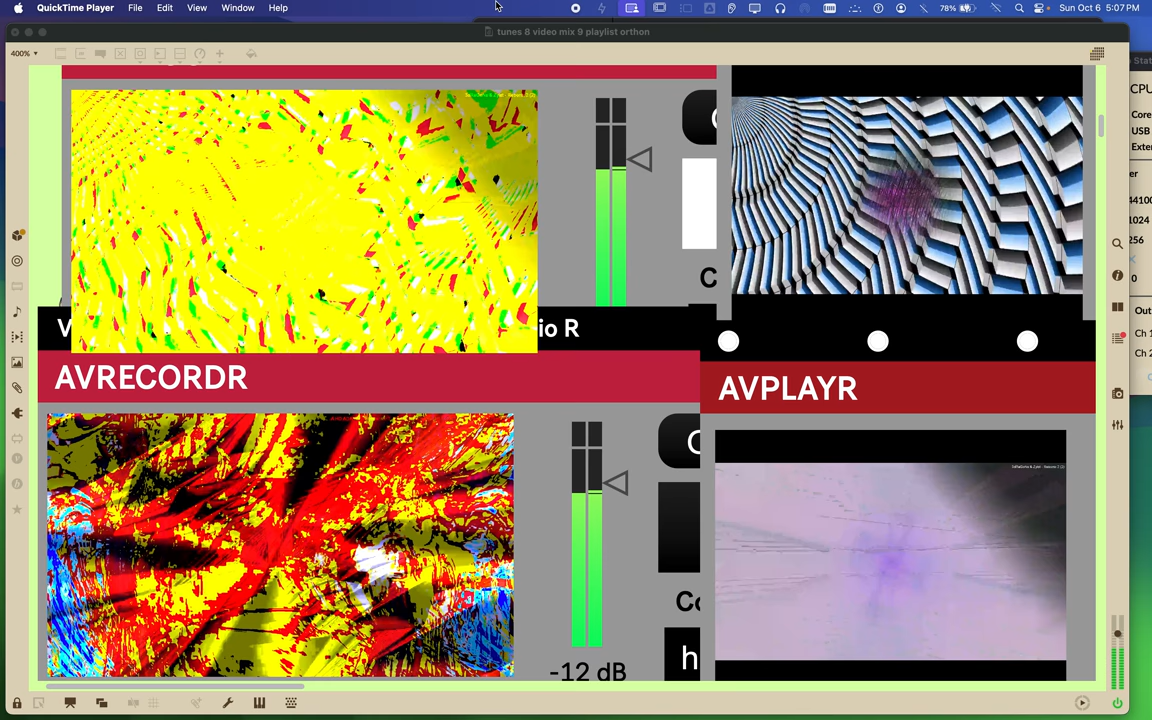 QuickTime Player File Edit View Window Help
78%
Sun Oct 6 5:07 PM
tunes 8 video mix 9 playlist orthon
400%
Stat
CPU
Core
USB
Exter
er
44100
1024
256
0
Out
Ch 1
Ch 2
C
C
V
io R
AVRECORDR
AVPLAYR
C
Co
h
-12 dB